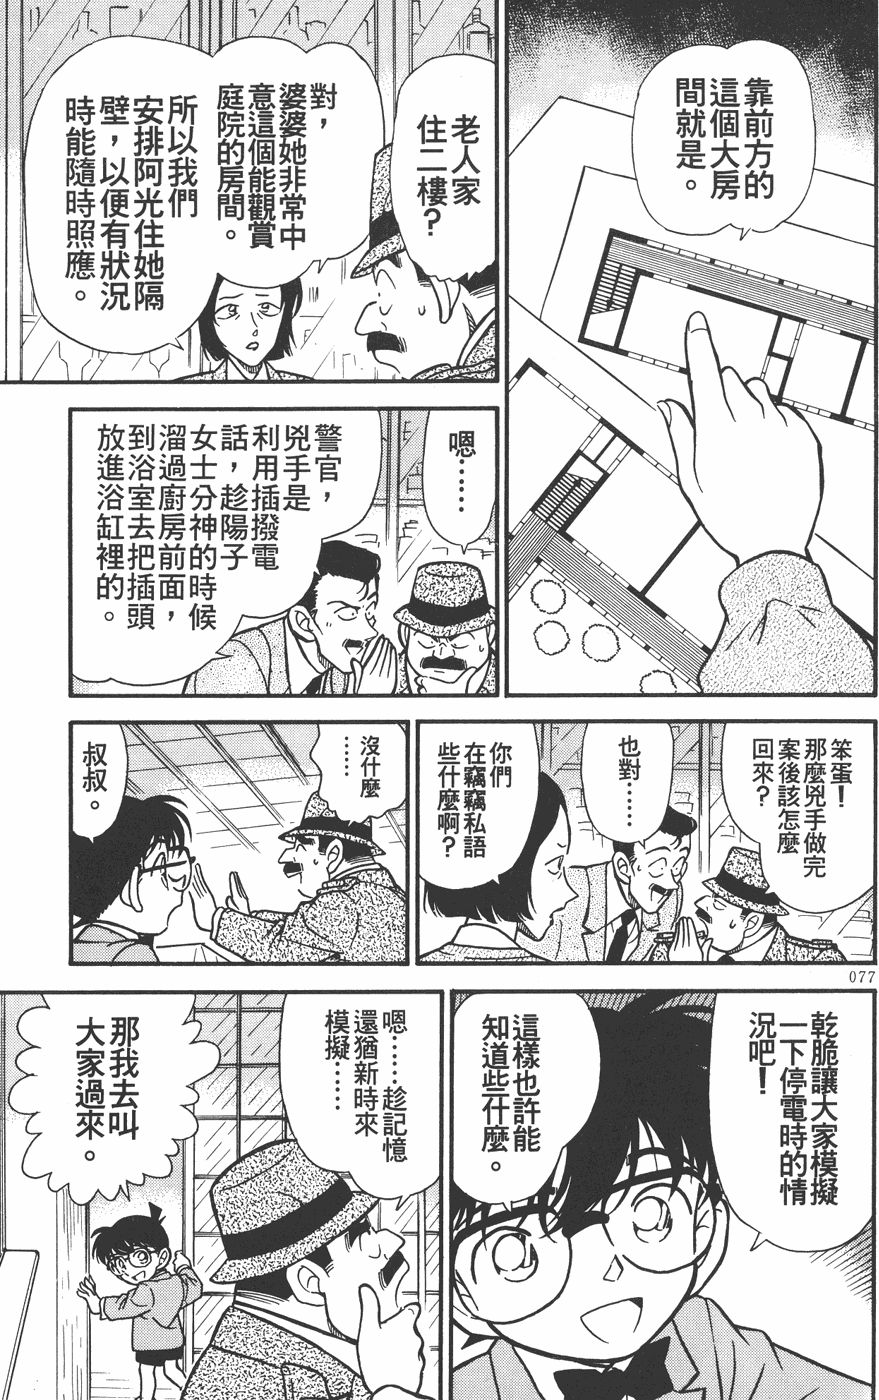 靠前方的
這個大房
間就是。
老人家
住二樓？
對，
婆婆她非常中
意這個能觀賞
庭院的房間。
所以我們
安排阿光住她隔
壁，以便有狀況
時能隨時照應。
嗯……
警官，
兇手是
利用插撥電
話，趁陽子
女士分神的時候
溜過廚房前面，
到浴室去把插頭
放進浴缸裡的。
笨蛋！
那麼兇手做完
案後該怎麼
回來？
也對……
你們
在竊竊私語
些什麼啊？
沒什麼
……
叔叔。
077
乾脆讓大家模擬
一下停電時的情
況吧！
這樣也許能
知道些什麼。
嗯……趁記憶
還猶新時來
模擬……
那我去叫
大家過來。